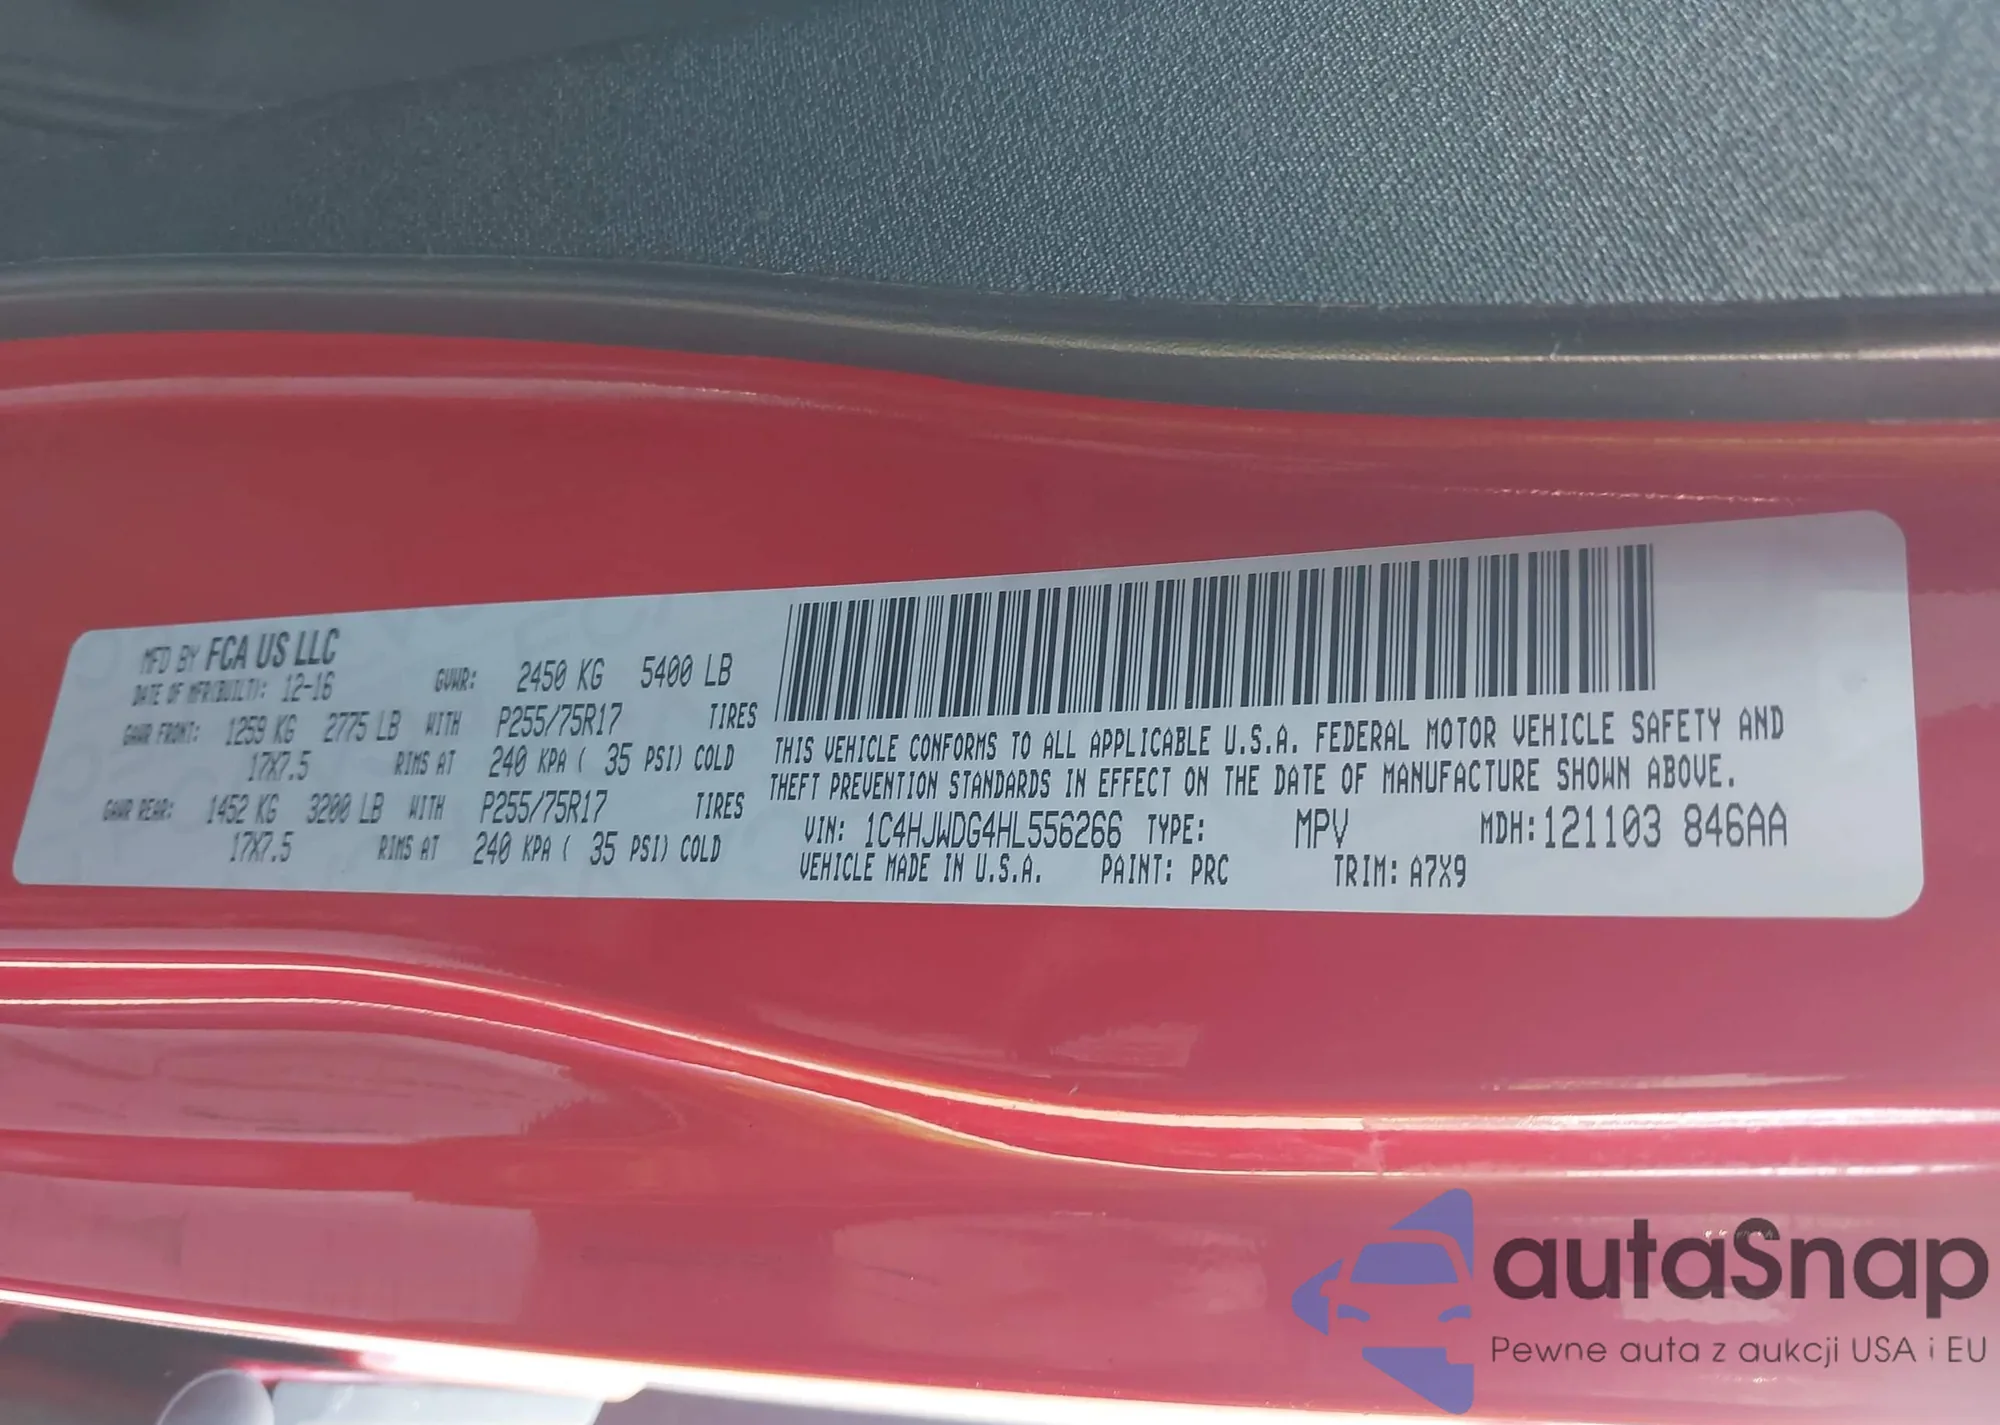 MFD BY FCA US LLC
DATE OF MFR(BUILT): 12-16
GVWR: 2450 KG 5400 LB
GAWR FRONT: 1259 KG 2775 LB WITH P255/75R17 TIRES
17X7.5 RIMS AT 240 KPA ( 35 PSI) COLD
GAWR REAR: 1452 KG 3200 LB WITH P255/75R17 TIRES
17X7.5 RIMS AT 240 KPA ( 35 PSI) COLD
THIS VEHICLE CONFORMS TO ALL APPLICABLE U.S.A. FEDERAL MOTOR VEHICLE SAFETY AND
THEFT PREVENTION STANDARDS IN EFFECT ON THE DATE OF MANUFACTURE SHOWN ABOVE.
VIN: 1C4HJWDG4HL556266 TYPE: MPV MDH:121103 846AA
VEHICLE MADE IN U.S.A. PAINT: PRC TRIM: A7X9
autaSnap
Pewne auta z aukcji USA i EU